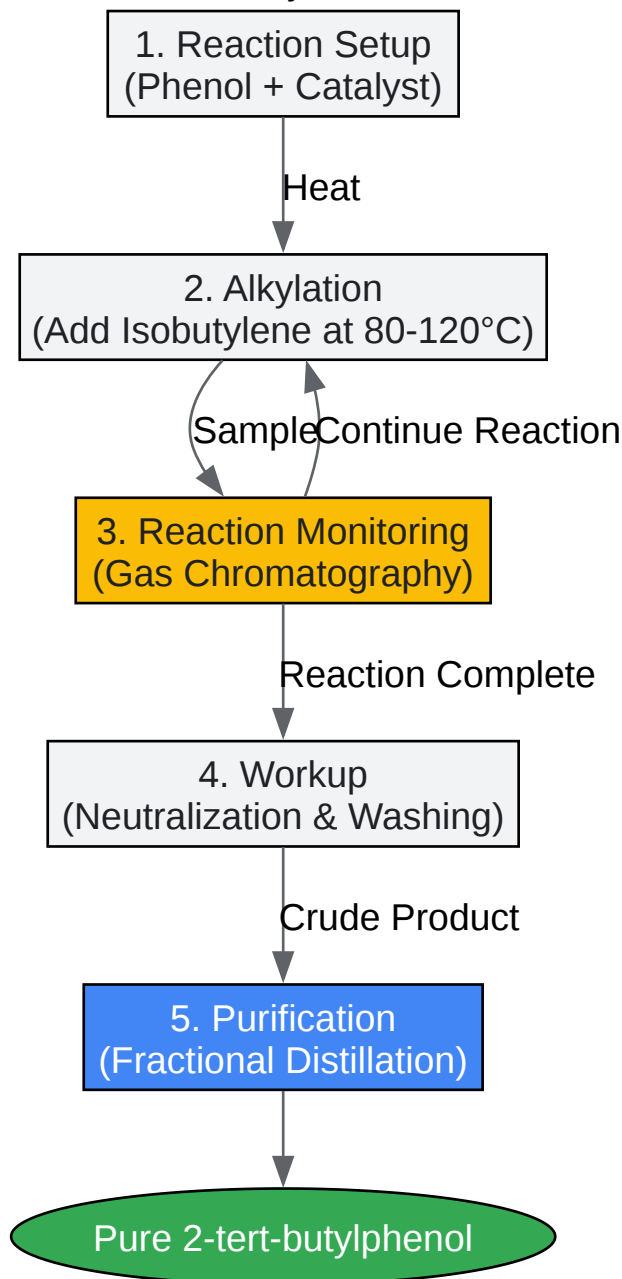 1. Reaction Setup
(Phenol + Catalyst)
Heat
2. Alkylation
(Add Isobutylene at 80-120°C)
Sample
Continue Reaction
3. Reaction Monitoring
(Gas Chromatography)
Reaction Complete
4. Workup
(Neutralization & Washing)
Crude Product
5. Purification
(Fractional Distillation)
Pure 2-tert-butylphenol